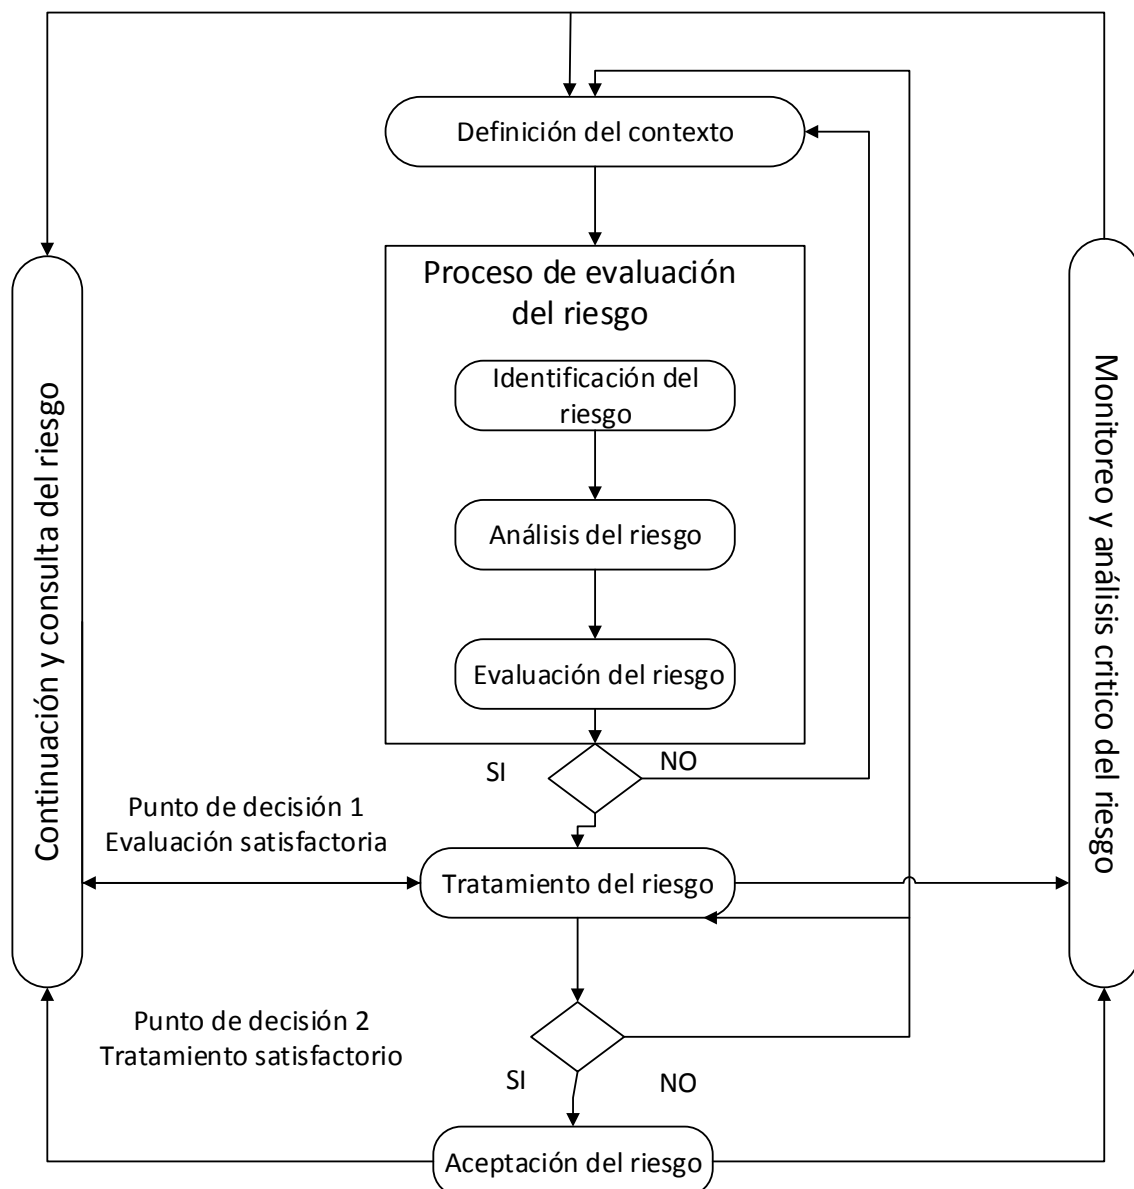 Definición del contexto
Proceso de evaluación
del riesgo
Identificación del
riesgo
Análisis del riesgo
Evaluación del riesgo
SI
NO
Punto de decisión 1
Evaluación satisfactoria
Tratamiento del riesgo
Punto de decisión 2
Tratamiento satisfactorio
SI
NO
Aceptación del riesgo
Continuación y consulta del riesgo
Monitoreo y análisis critico del riesgo